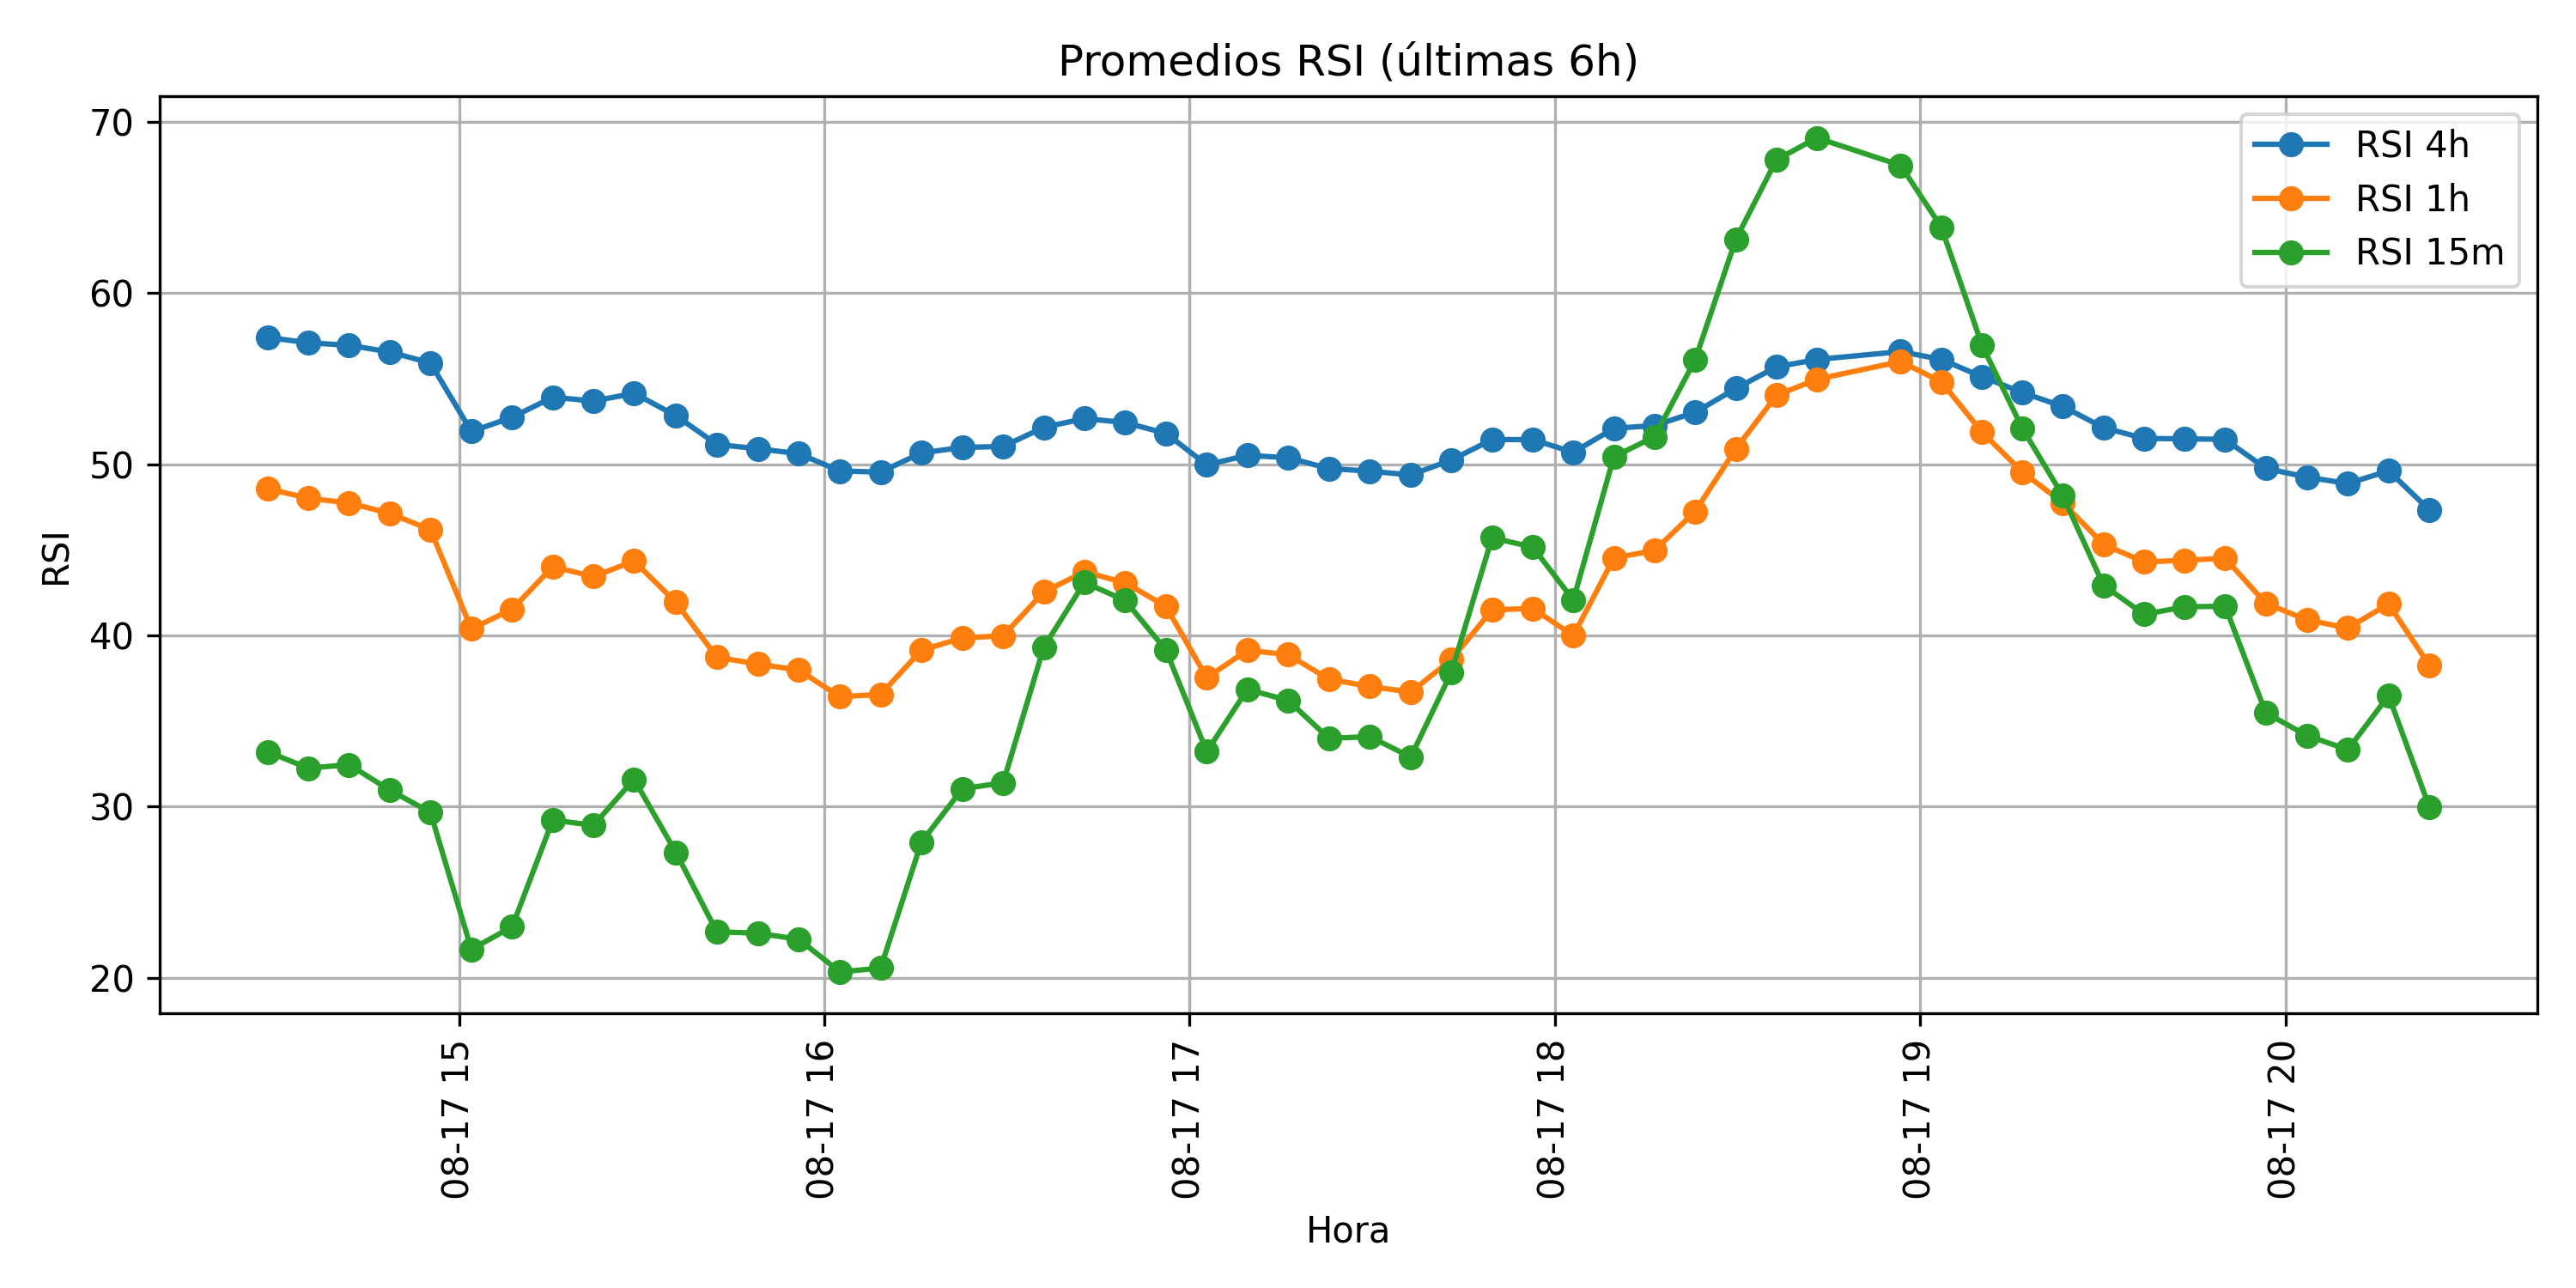 Promedios RSI (últimas 6h)
RSI 4h
RSI 1h
RSI 15m
RSI
70
60
50
40
30
20
08-17 15
08-17 16
08-17 17
08-17 18
08-17 19
08-17 20
Hora